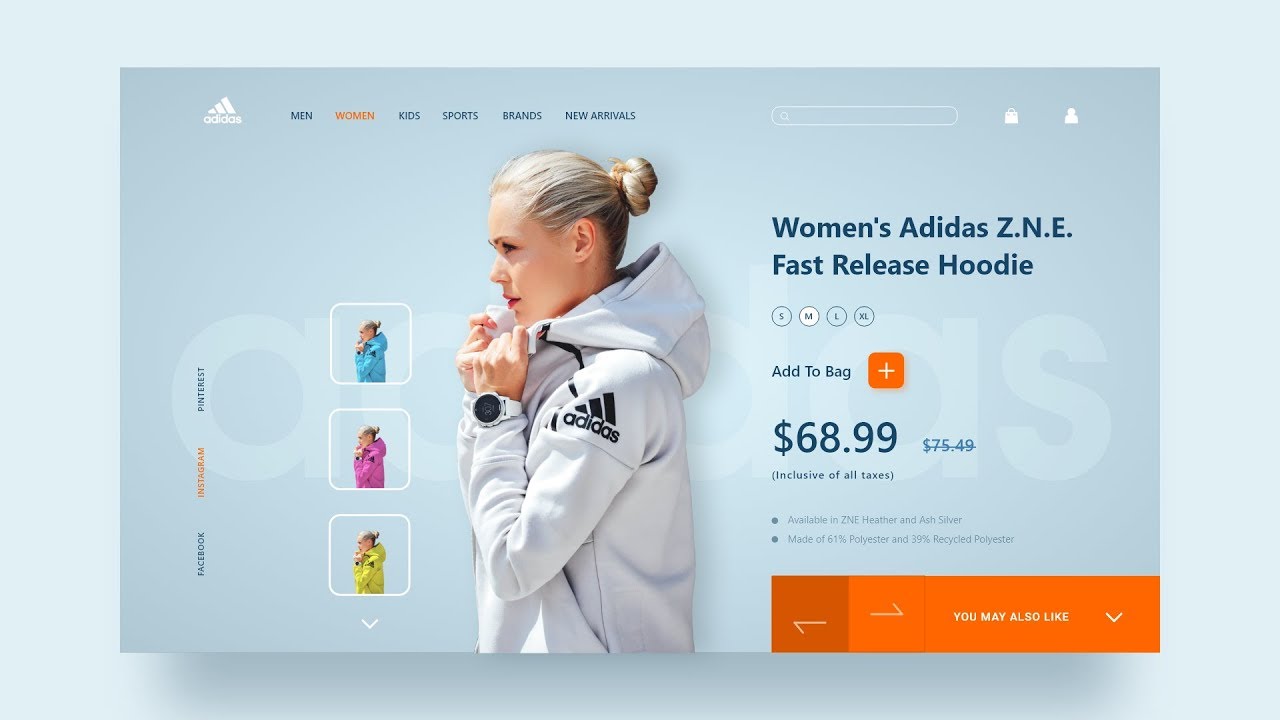 adidas
MEN WOMEN KIDS SPORTS BRANDS NEW ARRIVALS
adidas
Women's Adidas Z.N.E.
Fast Release Hoodie
S M L XL
Add To Bag
$68.99 $75.49
(Inclusive of all taxes)
Available in ZNE Heather and Ash Silver
Made of 61% Polyester and 39% Recycled Polyester
YOU MAY ALSO LIKE
PINTEREST
INSTAGRAM
FACEBOOK
adidas